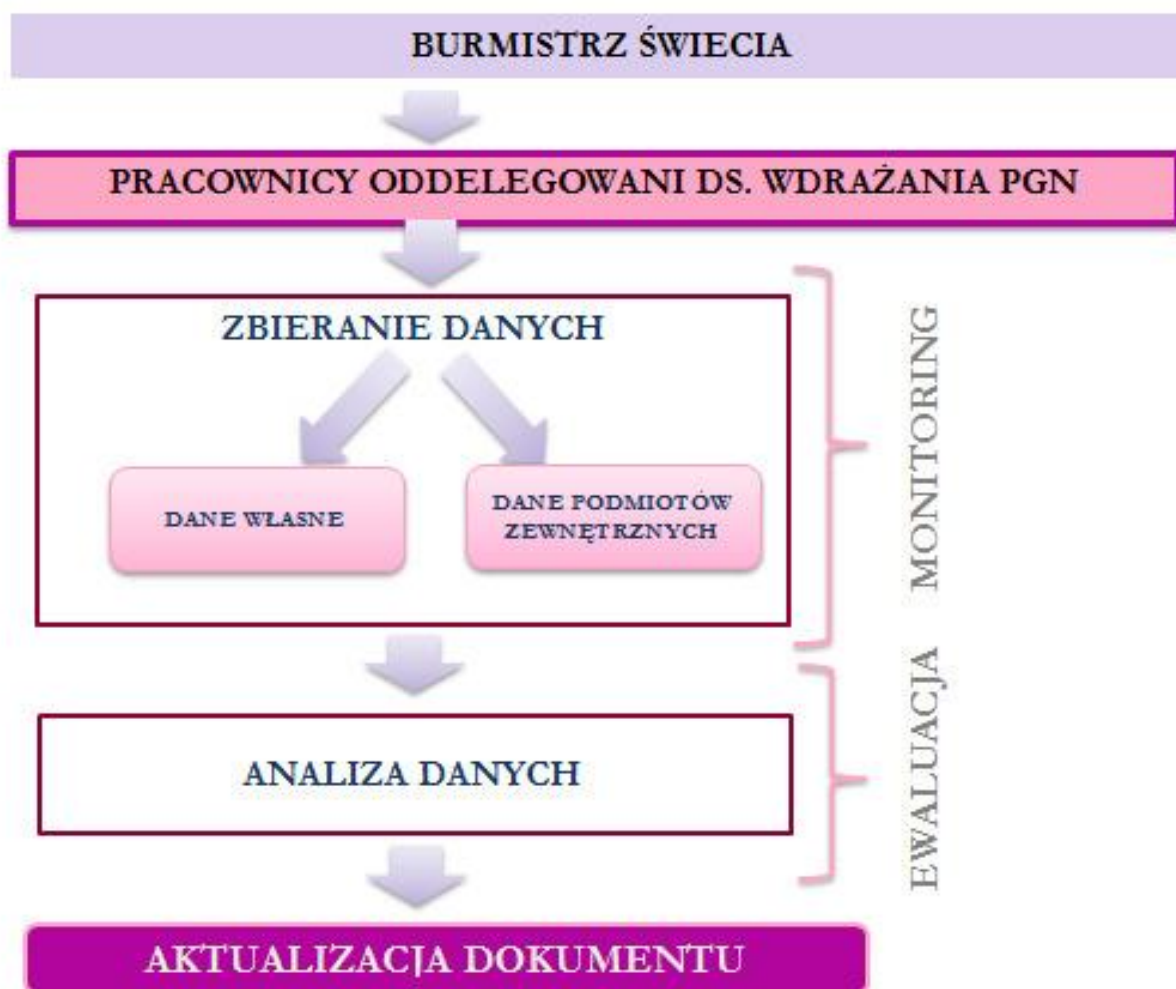 BURMISTRZ ŚWIECIA
PRACOWNICY ODDELEGOWANI DS. WDRAŻANIA PGN
ZBIERANIE DANYCH
DANE WŁASNE
DANE PODMIOTÓW
ZEWNĘTRZNYCH
MONITORING
ANALIZA DANYCH
EWALUACJA
AKTUALIZACJA DOKUMENTU